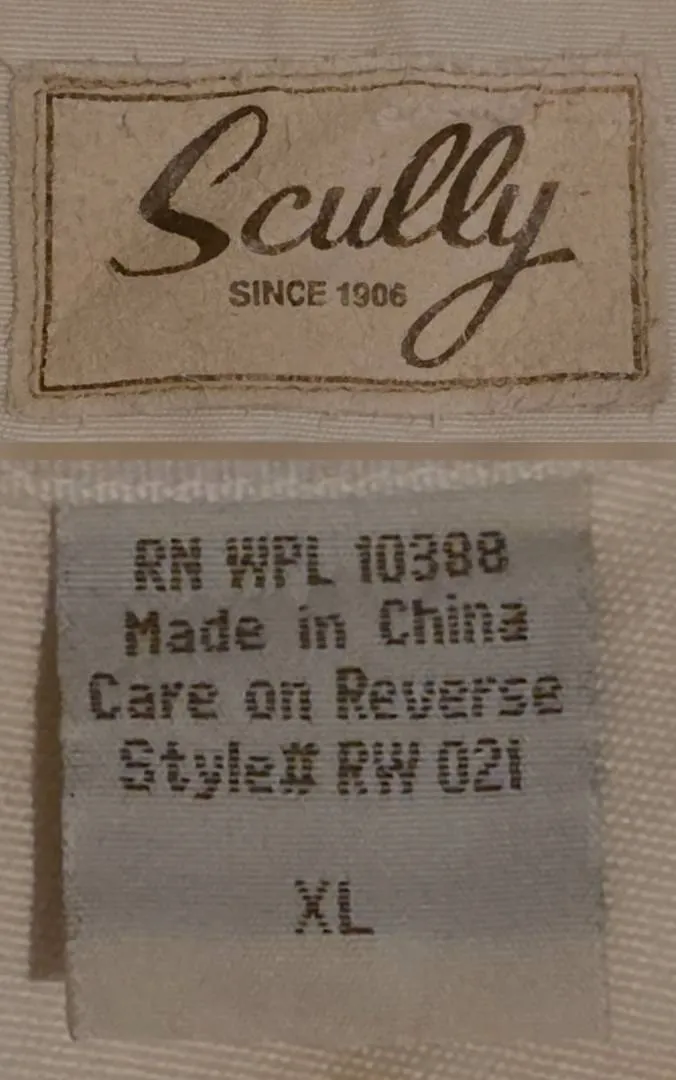 Scully
SINCE 1906
RN WPL 10388
Made in China
Care on Reverse
Style# RW 021
XL